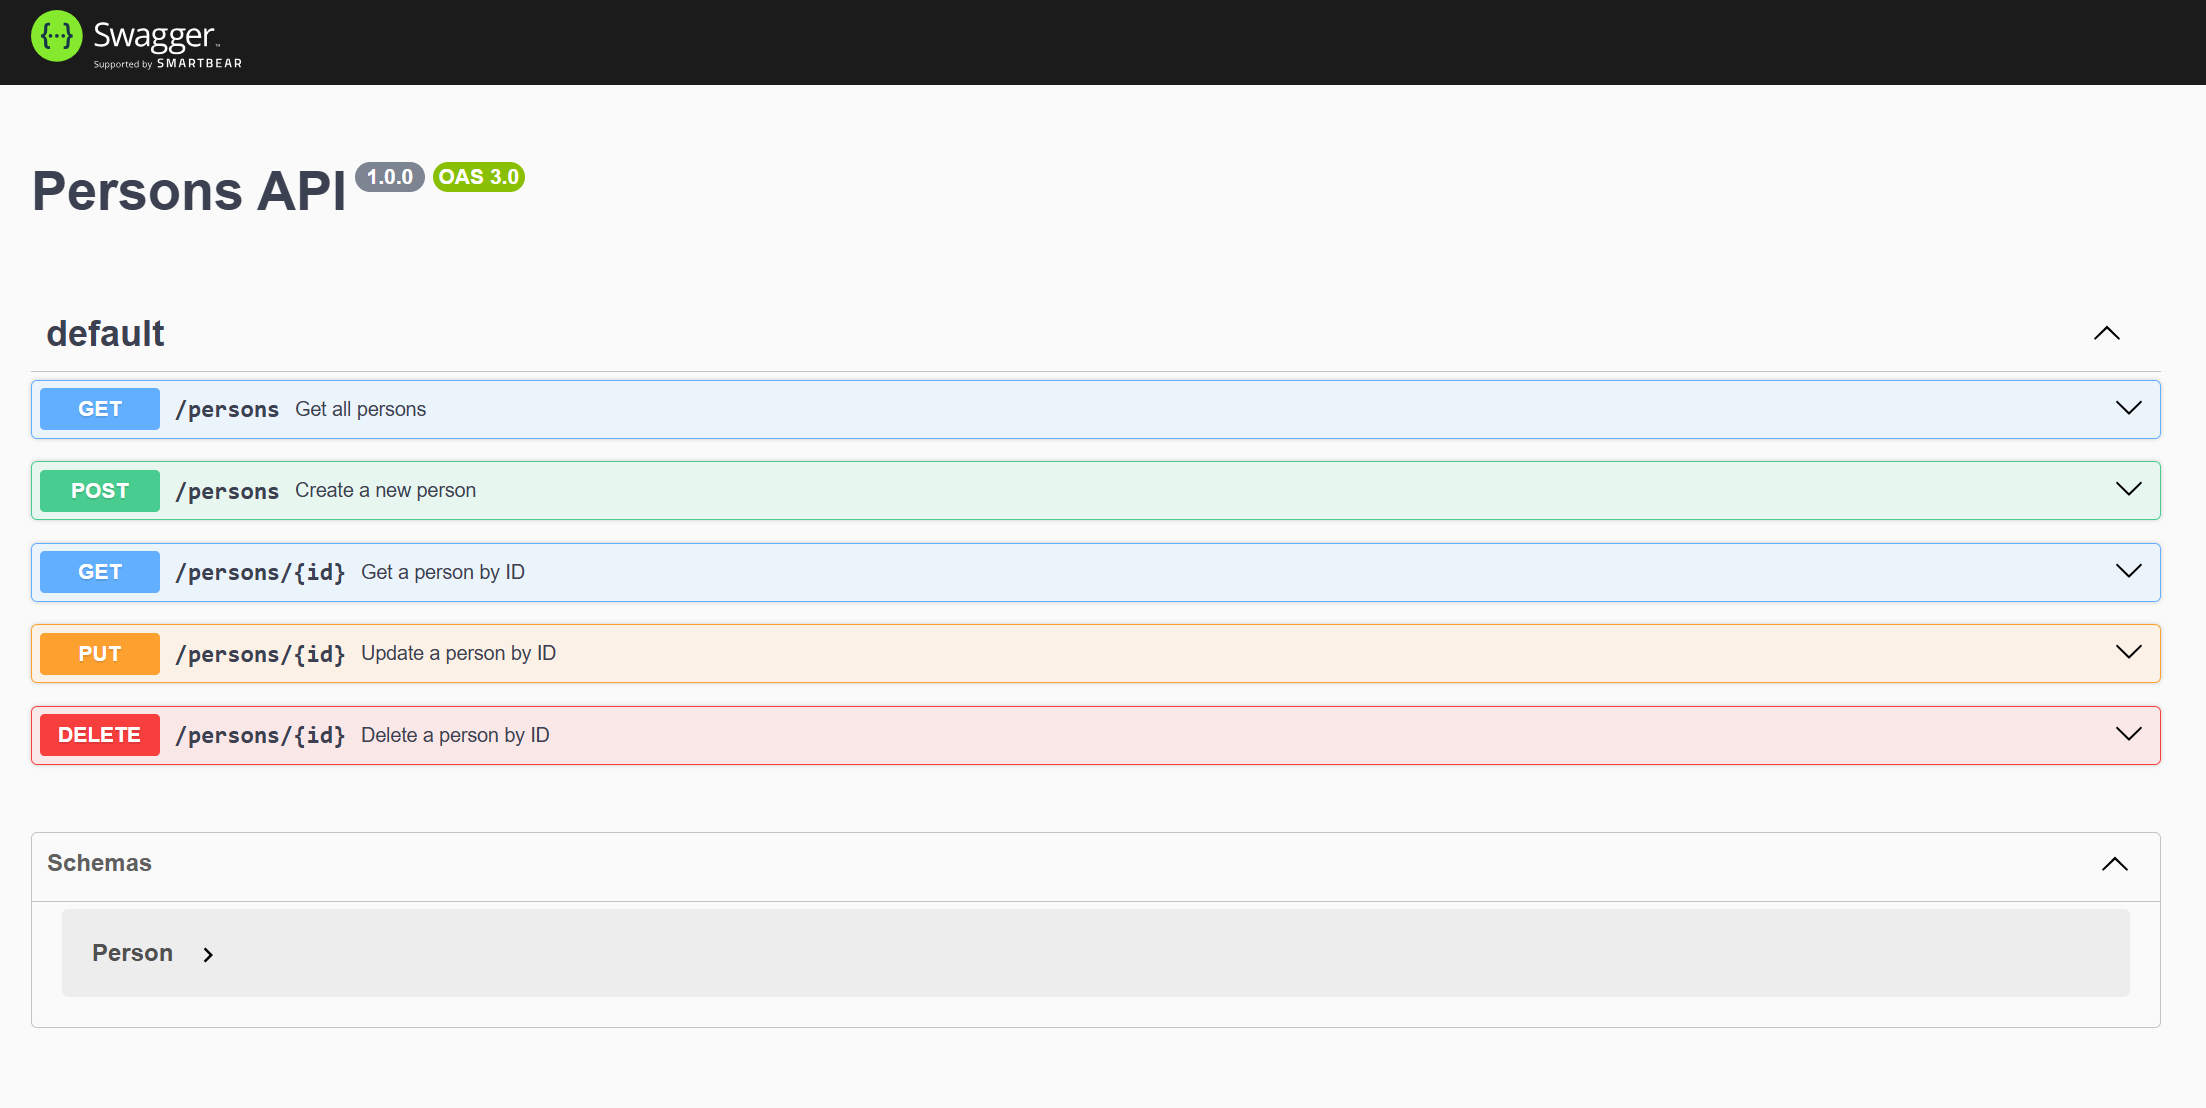 {···} Swagger™
Supported by SMARTBEAR
Persons API 1.0.0 OAS 3.0
default
GET /persons Get all persons
POST /persons Create a new person
GET /persons/{id} Get a person by ID
PUT /persons/{id} Update a person by ID
DELETE /persons/{id} Delete a person by ID
Schemas
Person